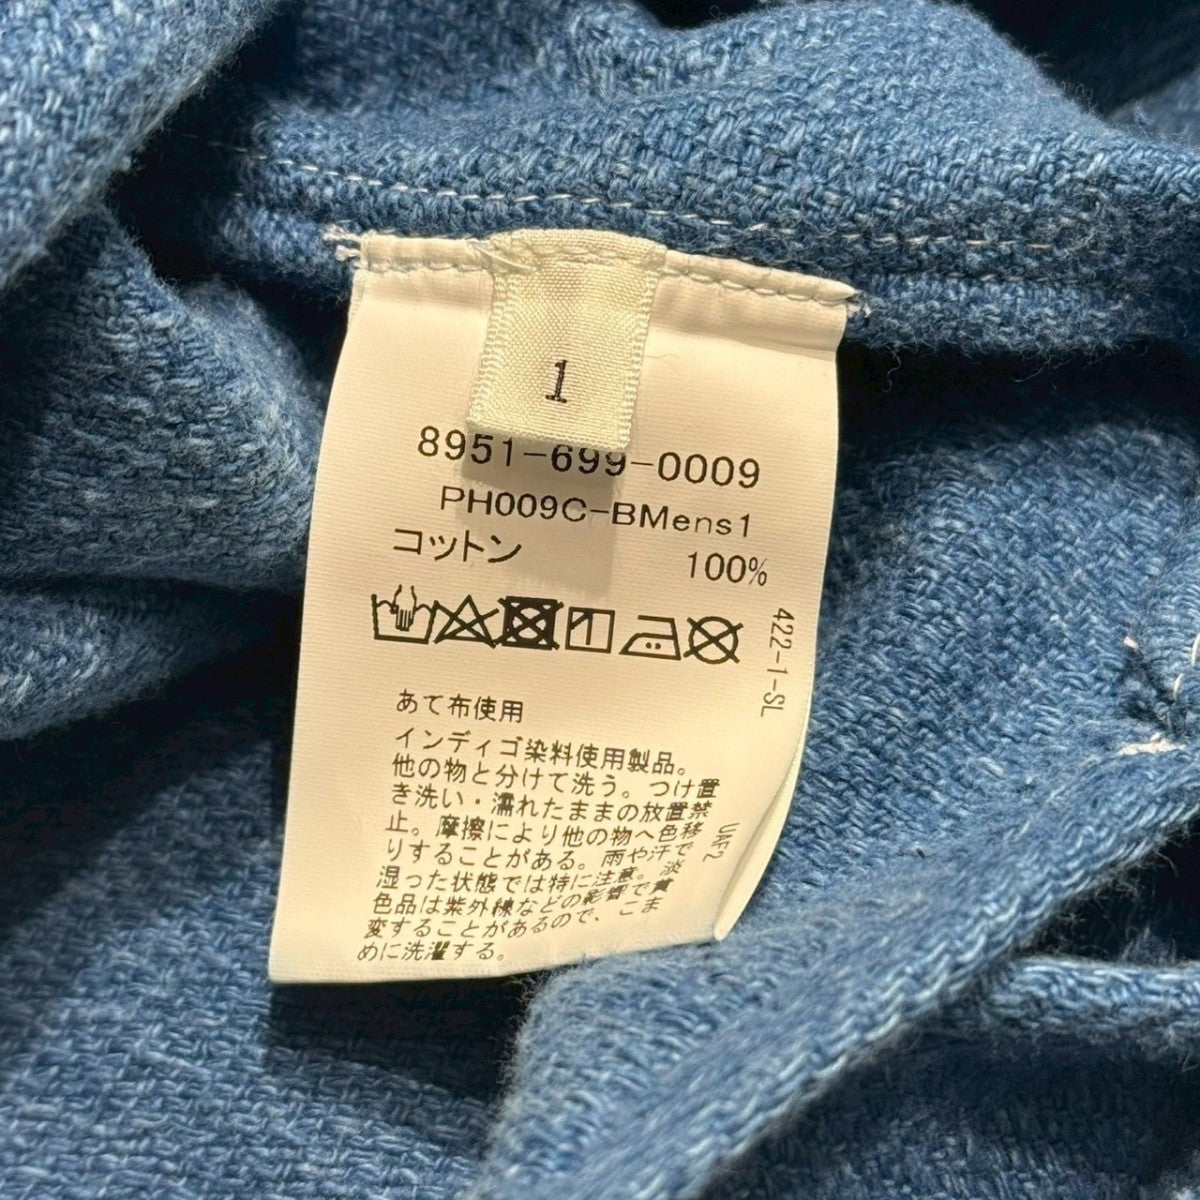 1
8951-699-0009
PH009C-BMens1
コットン 100%
422-1-SL
あて布使用
インディゴ染料使用製品。
他の物と分けて洗う。つけ置
き洗い・濡れたままの放置禁
止。摩擦により他の物へ色移
りすることがある。雨や汗で
湿った状態では特に注意。淡
色品は紫外線などの影響で黄
変することがあるので、こま
めに洗濯する。